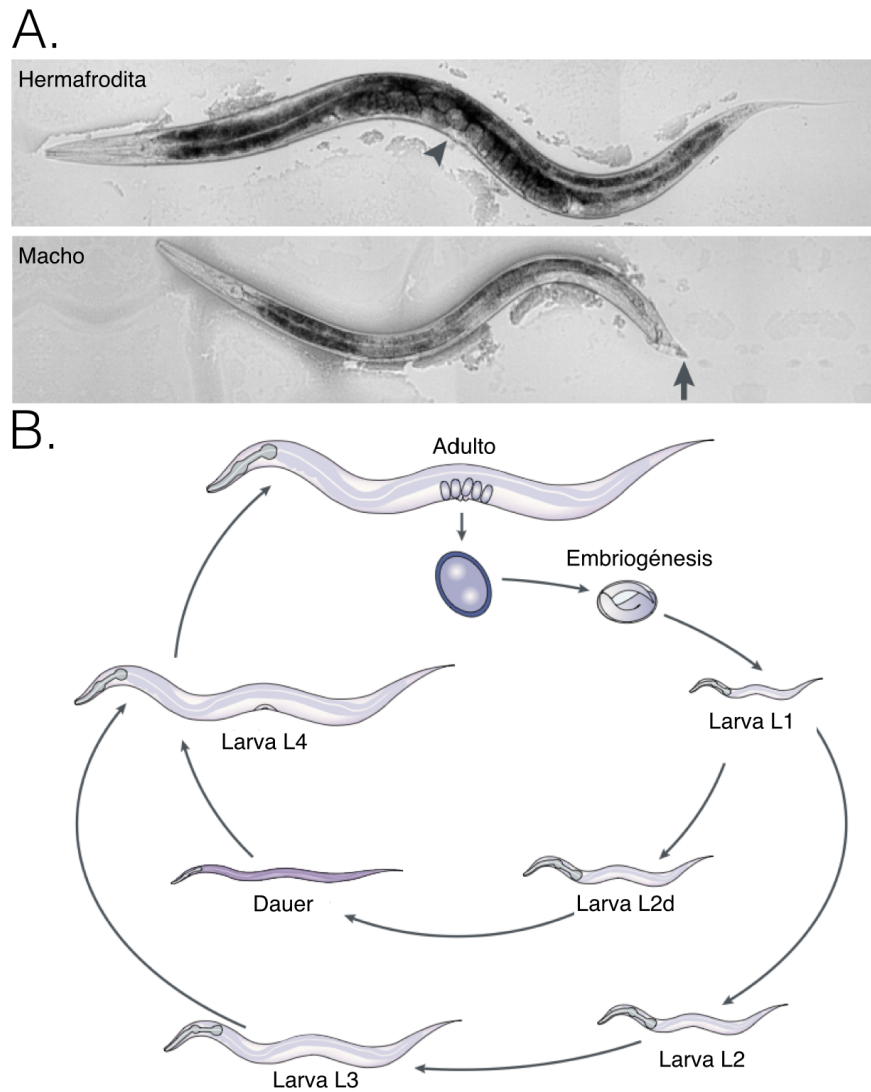 A.
Hermafrodita
Macho
B.
Adulto
Embriogénesis
Larva L1
Larva L4
Dauer
Larva L2d
Larva L2
Larva L3